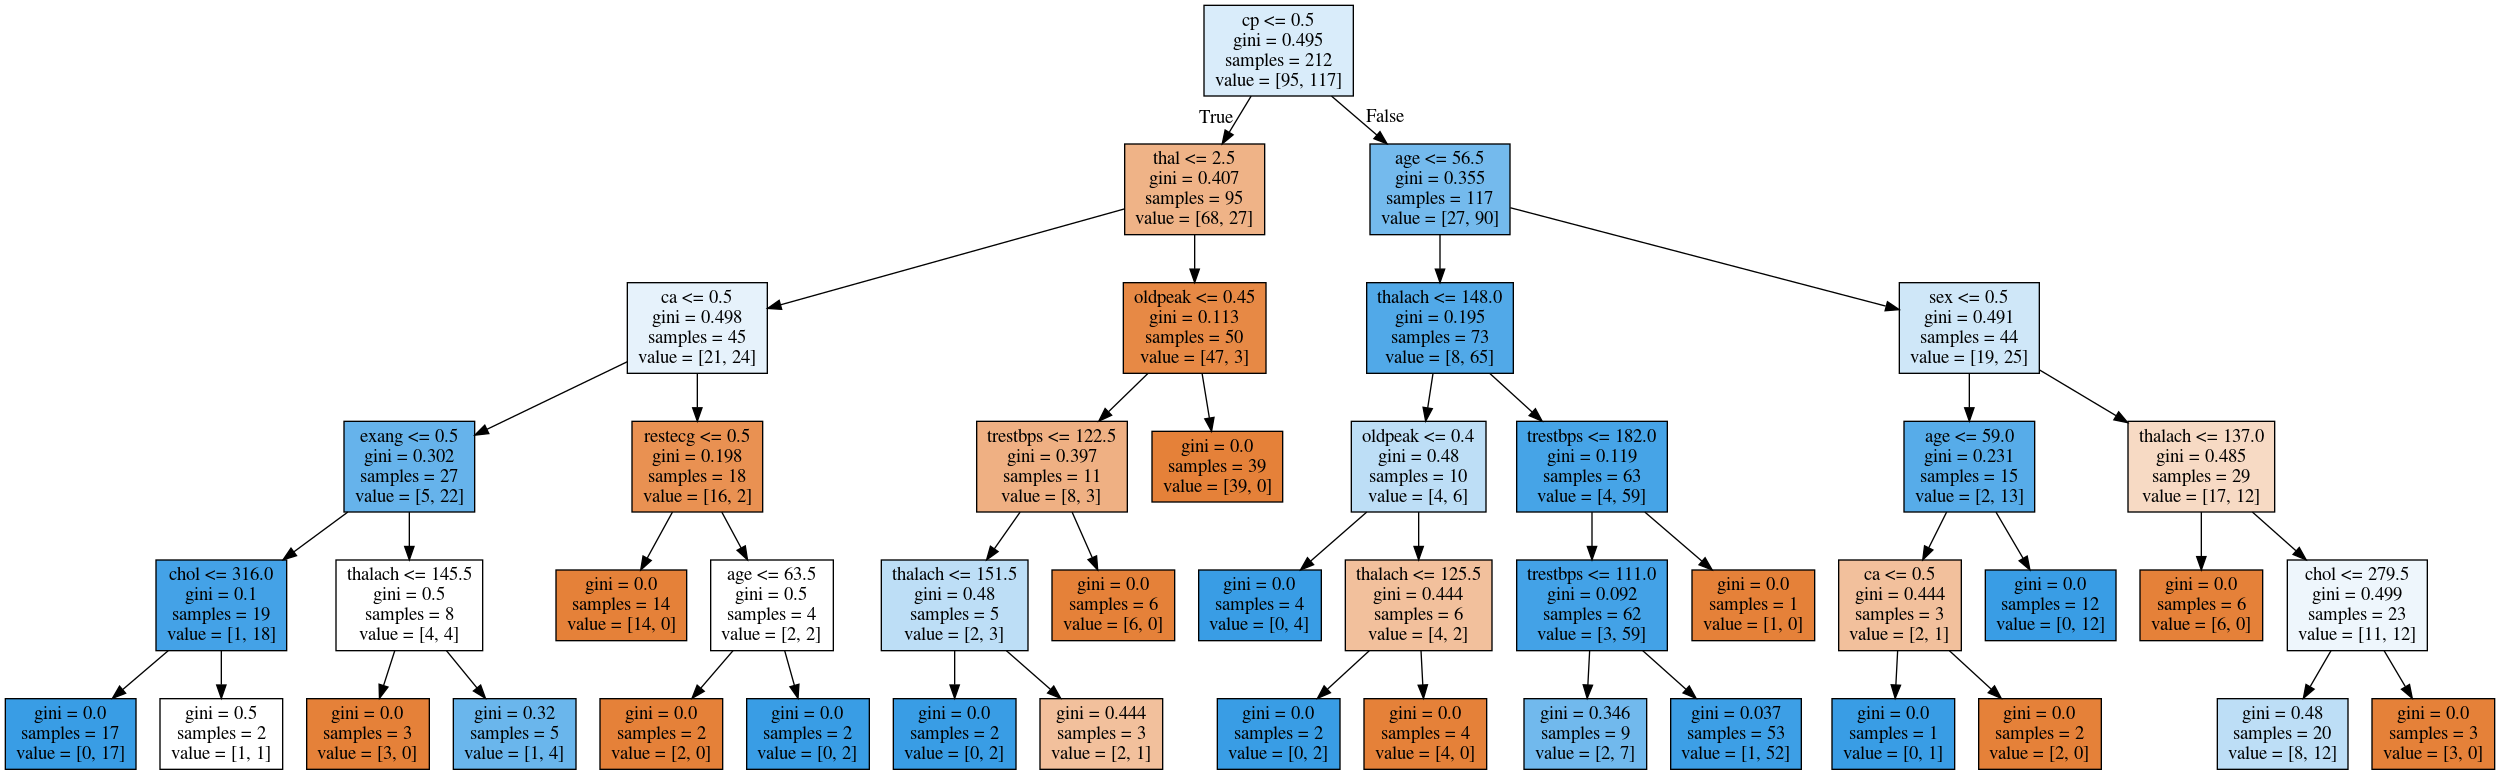 cp <= 0.5
gini = 0.495
samples = 212
value = [95, 117]
True
False
thal <= 2.5
gini = 0.407
samples = 95
value = [68, 27]
age <= 56.5
gini = 0.355
samples = 117
value = [27, 90]
ca <= 0.5
gini = 0.498
samples = 45
value = [21, 24]
oldpeak <= 0.45
gini = 0.113
samples = 50
value = [47, 3]
thalach <= 148.0
gini = 0.195
samples = 73
value = [8, 65]
sex <= 0.5
gini = 0.491
samples = 44
value = [19, 25]
exang <= 0.5
gini = 0.302
samples = 27
value = [5, 22]
restecg <= 0.5
gini = 0.198
samples = 18
value = [16, 2]
trestbps <= 122.5
gini = 0.397
samples = 11
value = [8, 3]
gini = 0.0
samples = 39
value = [39, 0]
oldpeak <= 0.4
gini = 0.48
samples = 10
value = [4, 6]
trestbps <= 182.0
gini = 0.119
samples = 63
value = [4, 59]
age <= 59.0
gini = 0.231
samples = 15
value = [2, 13]
thalach <= 137.0
gini = 0.485
samples = 29
value = [17, 12]
chol <= 316.0
gini = 0.1
samples = 19
value = [1, 18]
thalach <= 145.5
gini = 0.5
samples = 8
value = [4, 4]
gini = 0.0
samples = 14
value = [14, 0]
age <= 63.5
gini = 0.5
samples = 4
value = [2, 2]
thalach <= 151.5
gini = 0.48
samples = 5
value = [2, 3]
gini = 0.0
samples = 6
value = [6, 0]
gini = 0.0
samples = 4
value = [0, 4]
thalach <= 125.5
gini = 0.444
samples = 6
value = [4, 2]
trestbps <= 111.0
gini = 0.092
samples = 62
value = [3, 59]
gini = 0.0
samples = 1
value = [1, 0]
ca <= 0.5
gini = 0.444
samples = 3
value = [2, 1]
gini = 0.0
samples = 12
value = [0, 12]
gini = 0.0
samples = 6
value = [6, 0]
chol <= 279.5
gini = 0.499
samples = 23
value = [11, 12]
gini = 0.0
samples = 17
value = [0, 17]
gini = 0.5
samples = 2
value = [1, 1]
gini = 0.0
samples = 3
value = [3, 0]
gini = 0.32
samples = 5
value = [1, 4]
gini = 0.0
samples = 2
value = [2, 0]
gini = 0.0
samples = 2
value = [0, 2]
gini = 0.0
samples = 2
value = [0, 2]
gini = 0.444
samples = 3
value = [2, 1]
gini = 0.0
samples = 2
value = [0, 2]
gini = 0.0
samples = 4
value = [4, 0]
gini = 0.346
samples = 9
value = [2, 7]
gini = 0.037
samples = 53
value = [1, 52]
gini = 0.0
samples = 1
value = [0, 1]
gini = 0.0
samples = 2
value = [2, 0]
gini = 0.48
samples = 20
value = [8, 12]
gini = 0.0
samples = 3
value = [3, 0]